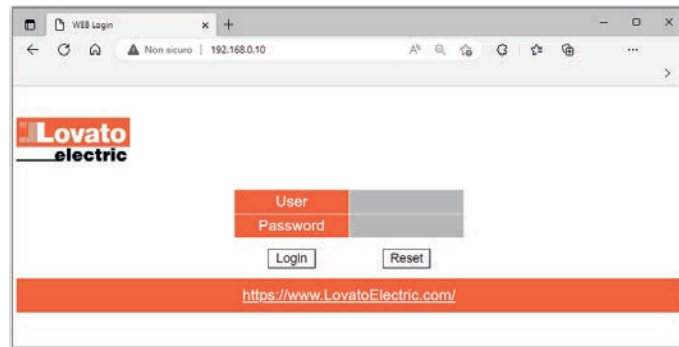 WEB Login
Non sicuro | 192.168.0.10
Lovato
electric
User
Password
Login Reset
https://www.LovatoElectric.com/